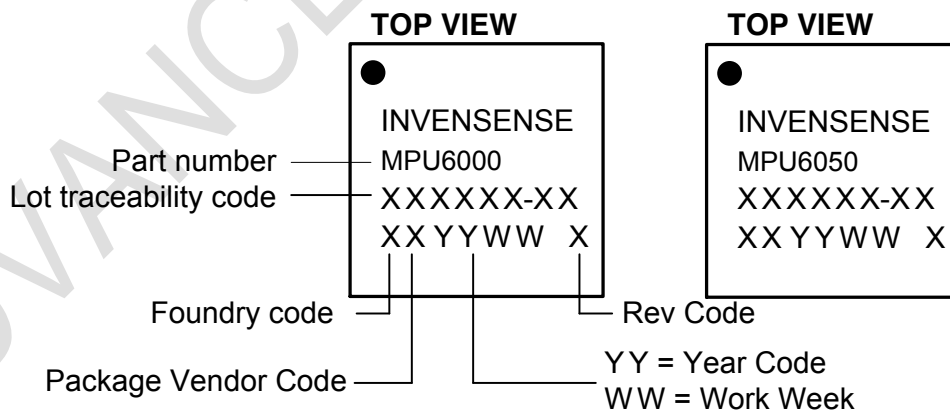 TOP VIEW
INVENSENSE
MPU6000
XXXXXX-XX
XXYYWW X
Part number
Lot traceability code
Foundry code
Package Vendor Code
Rev Code
YY = Year Code
WW = Work Week
TOP VIEW
INVENSENSE
MPU6050
XXXXXX-XX
XXYYWW X